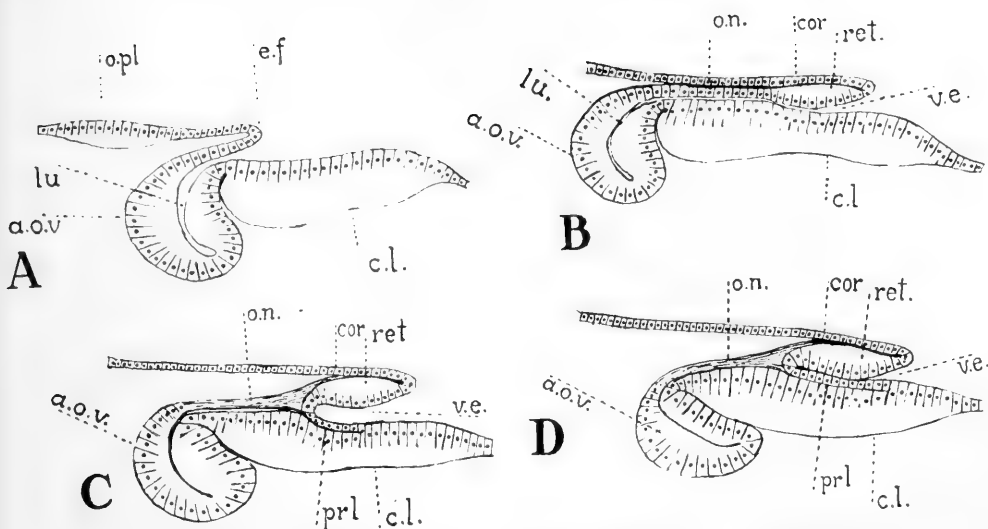 o.pl
e.f
lu
a.o.v
c.l.
A
o.n.
cor
ret.
lu.
a.o.v.
v.e.
c.l
B
o.n.
cor
ret
a.o.v.
v.e.
C
prl
c.l.
o.n.
cor
ret.
a.o.v.
v.e.
D
prl
c.l.